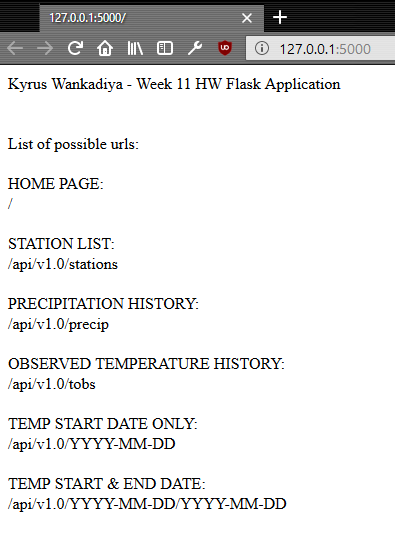 127.0.0.1:5000/
127.0.0.1:5000
Kyrus Wankadiya - Week 11 HW Flask Application
List of possible urls:
HOME PAGE:
/
STATION LIST:
/api/v1.0/stations
PRECIPITATION HISTORY:
/api/v1.0/precip
OBSERVED TEMPERATURE HISTORY:
/api/v1.0/tobs
TEMP START DATE ONLY:
/api/v1.0/YYYY-MM-DD
TEMP START & END DATE:
/api/v1.0/YYYY-MM-DD/YYYY-MM-DD